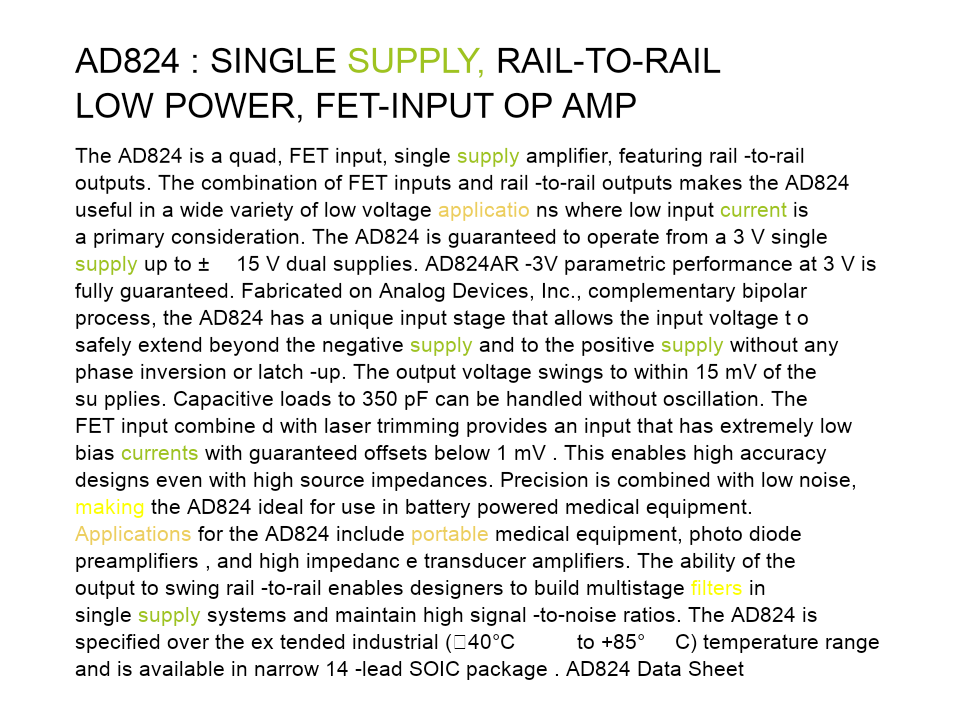 AD824 : SINGLE SUPPLY, RAIL-TO-RAIL
LOW POWER, FET-INPUT OP AMP
The AD824 is a quad, FET input, single supply amplifier, featuring rail -to-rail
outputs. The combination of FET inputs and rail -to-rail outputs makes the AD824
useful in a wide variety of low voltage applicatio ns where low input current is
a primary consideration. The AD824 is guaranteed to operate from a 3 V single
supply up to ± 15 V dual supplies. AD824AR -3V parametric performance at 3 V is
fully guaranteed. Fabricated on Analog Devices, Inc., complementary bipolar
process, the AD824 has a unique input stage that allows the input voltage t o
safely extend beyond the negative supply and to the positive supply without any
phase inversion or latch -up. The output voltage swings to within 15 mV of the
su pplies. Capacitive loads to 350 pF can be handled without oscillation. The
FET input combine d with laser trimming provides an input that has extremely low
bias currents with guaranteed offsets below 1 mV . This enables high accuracy
designs even with high source impedances. Precision is combined with low noise,
making the AD824 ideal for use in battery powered medical equipment.
Applications for the AD824 include portable medical equipment, photo diode
preamplifiers , and high impedanc e transducer amplifiers. The ability of the
output to swing rail -to-rail enables designers to build multistage filters in
single supply systems and maintain high signal -to-noise ratios. The AD824 is
specified over the ex tended industrial (□40°C to +85° C) temperature range
and is available in narrow 14 -lead SOIC package . AD824 Data Sheet